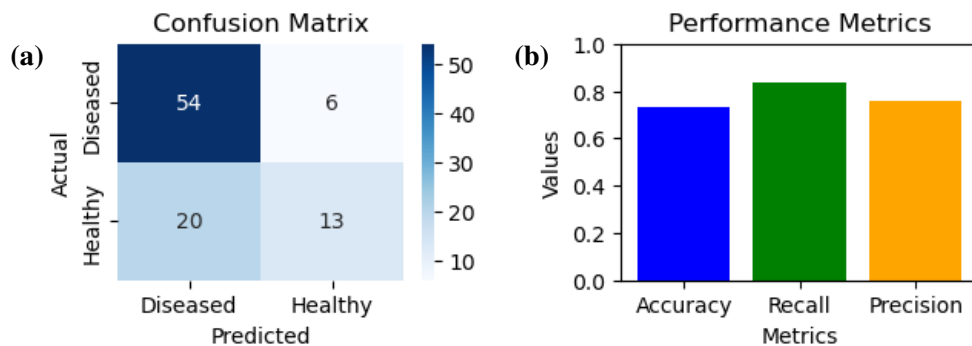 (a)
Confusion Matrix
Actual
Diseased
Healthy
54
6
20
13
Diseased
Healthy
Predicted
50
40
30
20
10
(b)
Performance Metrics
Values
1.0
0.8
0.6
0.4
0.2
0.0
Accuracy
Recall
Precision
Metrics